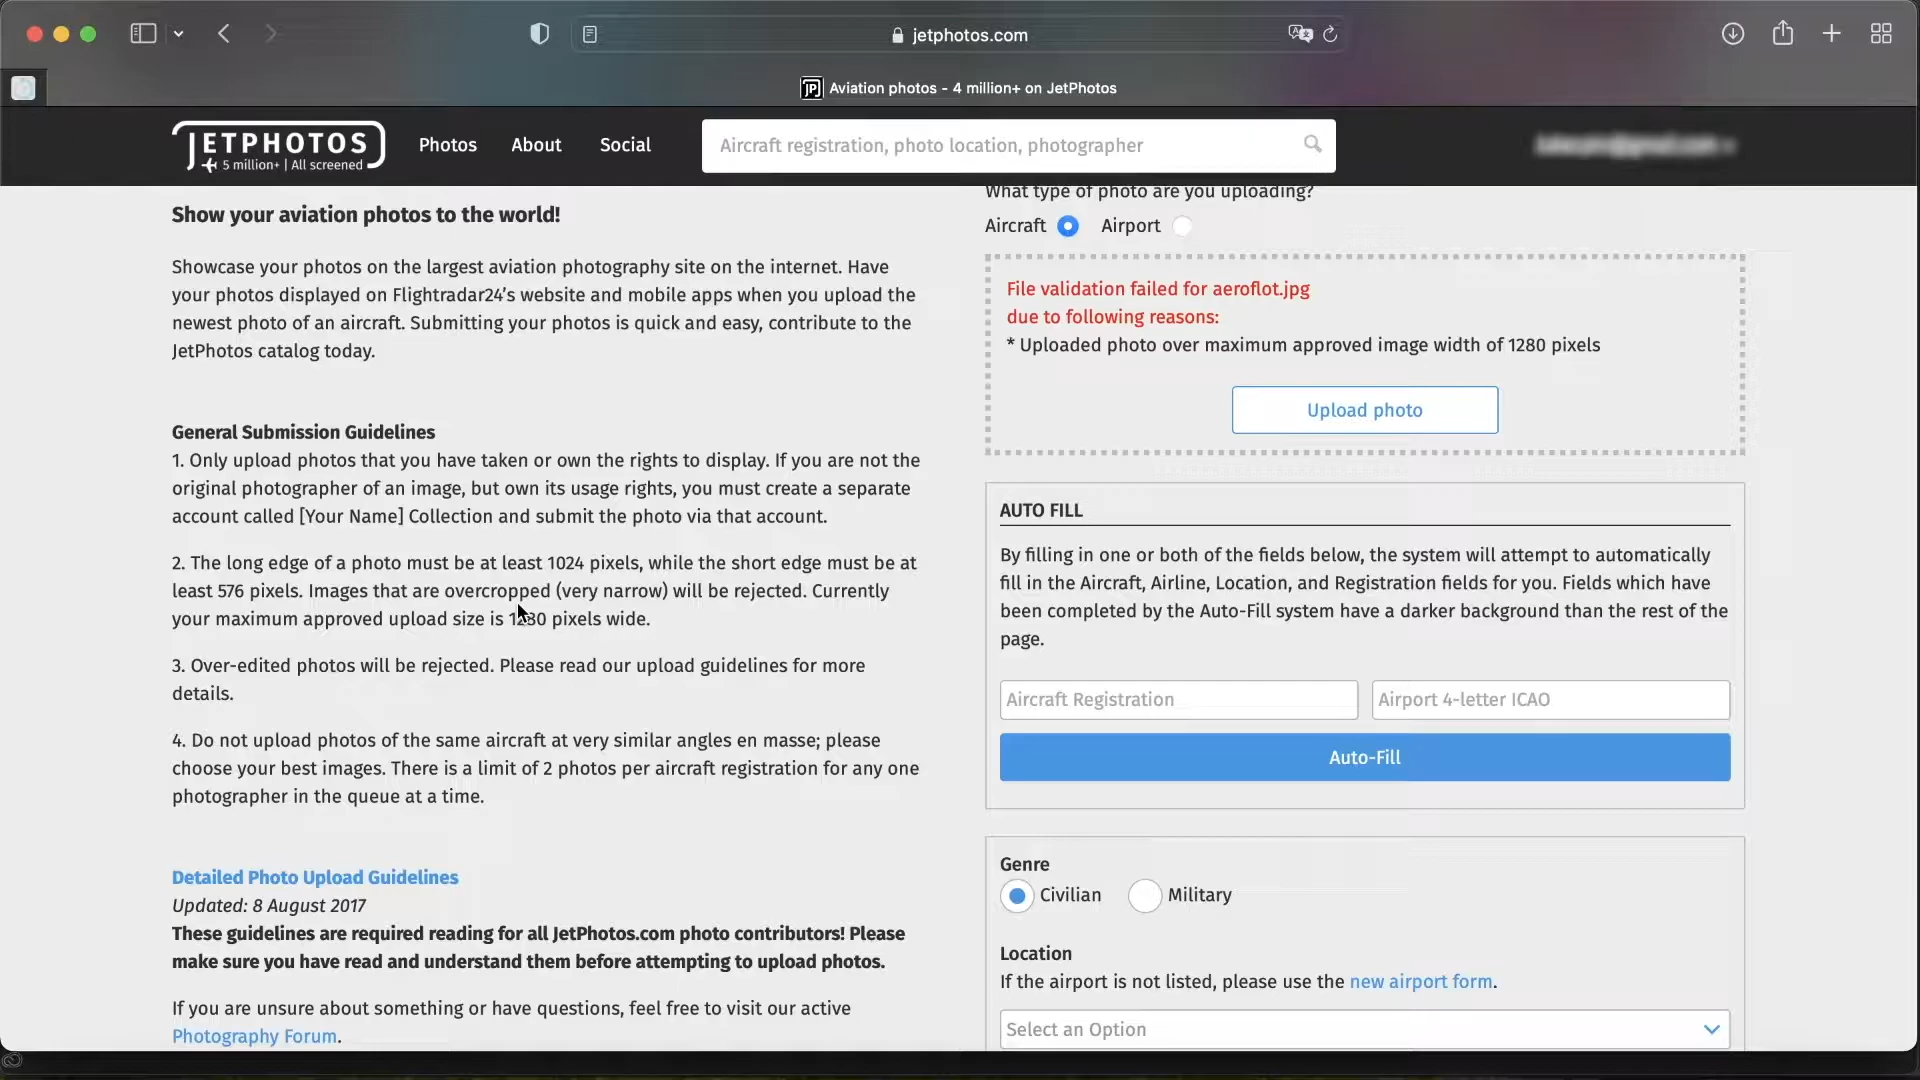 jetphotos.com
Aviation photos - 4 million+ on JetPhotos
JETPHOTOS
5 million+ | All screened
Photos
About
Social
Aircraft registration, photo location, photographer
Show your aviation photos to the world!
Showcase your photos on the largest aviation photography site on the internet. Have
your photos displayed on Flightradar24’s website and mobile apps when you upload the
newest photo of an aircraft. Submitting your photos is quick and easy, contribute to the
JetPhotos catalog today.
General Submission Guidelines
1. Only upload photos that you have taken or own the rights to display. If you are not the
original photographer of an image, but own its usage rights, you must create a separate
account called [Your Name] Collection and submit the photo via that account.
2. The long edge of a photo must be at least 1024 pixels, while the short edge must be at
least 576 pixels. Images that are overcropped (very narrow) will be rejected. Currently
your maximum approved upload size is 1280 pixels wide.
3. Over-edited photos will be rejected. Please read our upload guidelines for more
details.
4. Do not upload photos of the same aircraft at very similar angles en masse; please
choose your best images. There is a limit of 2 photos per aircraft registration for any one
photographer in the queue at a time.
Detailed Photo Upload Guidelines
Updated: 8 August 2017
These guidelines are required reading for all JetPhotos.com photo contributors! Please
make sure you have read and understand them before attempting to upload photos.
If you are unsure about something or have questions, feel free to visit our active
Photography Forum.
What type of photo are you uploading?
Aircraft
Airport
File validation failed for aeroflot.jpg
due to following reasons:
* Uploaded photo over maximum approved image width of 1280 pixels
Upload photo
AUTO FILL
By filling in one or both of the fields below, the system will attempt to automatically
fill in the Aircraft, Airline, Location, and Registration fields for you. Fields which have
been completed by the Auto-Fill system have a darker background than the rest of the
page.
Aircraft Registration
Airport 4-letter ICAO
Auto-Fill
Genre
Civilian
Military
Location
If the airport is not listed, please use the new airport form.
Select an Option